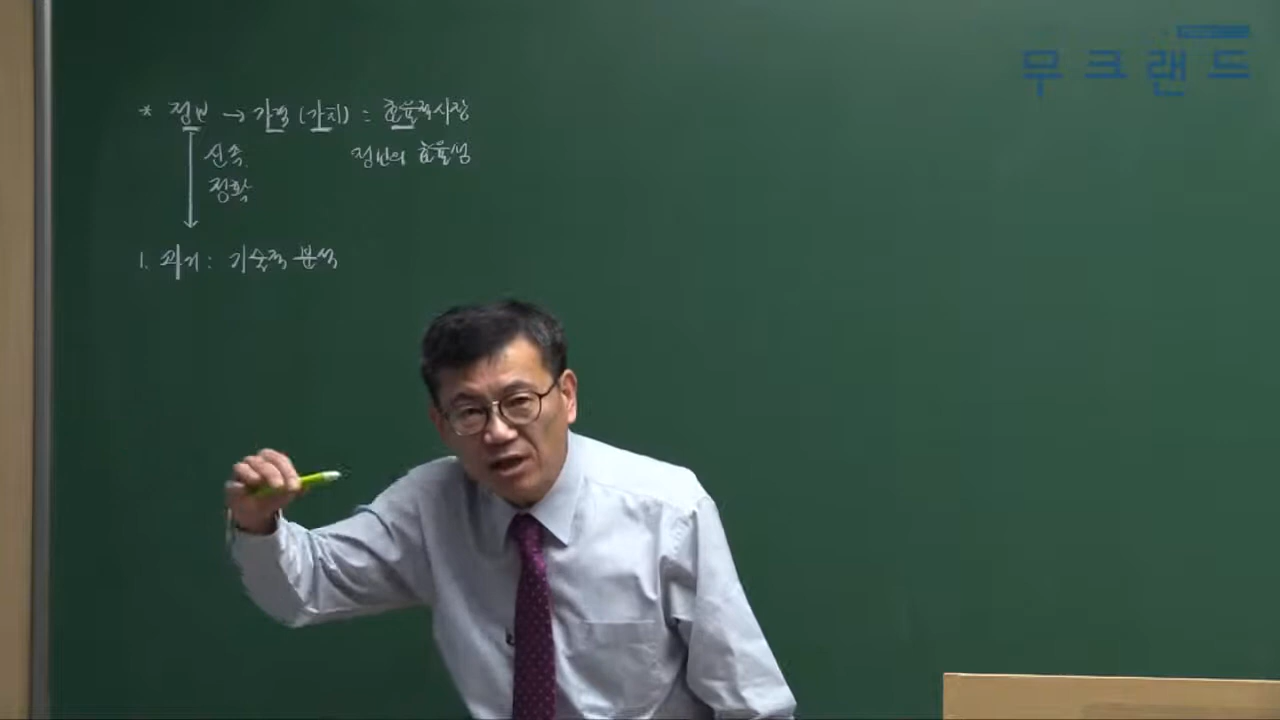 * 정보 → 가격 (가치) : 효율적시장
신속
정보의 효율성
정확
1. 과거 : 기술적 분석
무크랜드